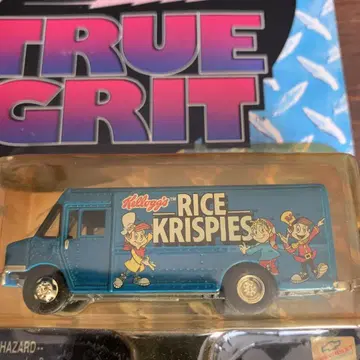 TRUE
GRIT
Kellogg's
RICE
KRISPIES
HAZARD--